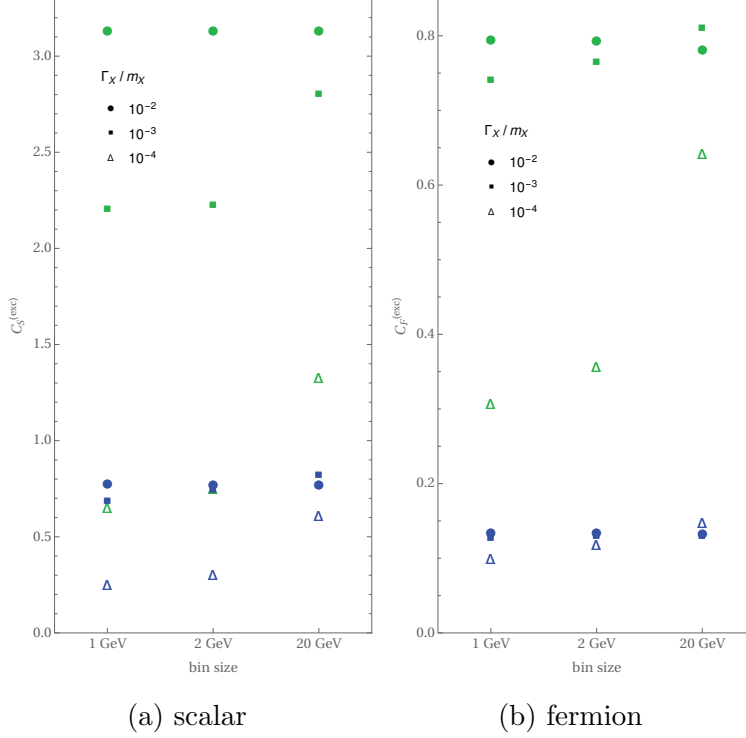 3.0
2.5
2.0
1.5
1.0
0.5
0.0
C_S^(exc)
Γ_X / m_X
10^−2
10^−3
10^−4
1 GeV
2 GeV
20 GeV
bin size
(a) scalar
0.8
0.6
0.4
0.2
0.0
C_F^(exc)
Γ_X / m_X
10^−2
10^−3
10^−4
1 GeV
2 GeV
20 GeV
bin size
(b) fermion